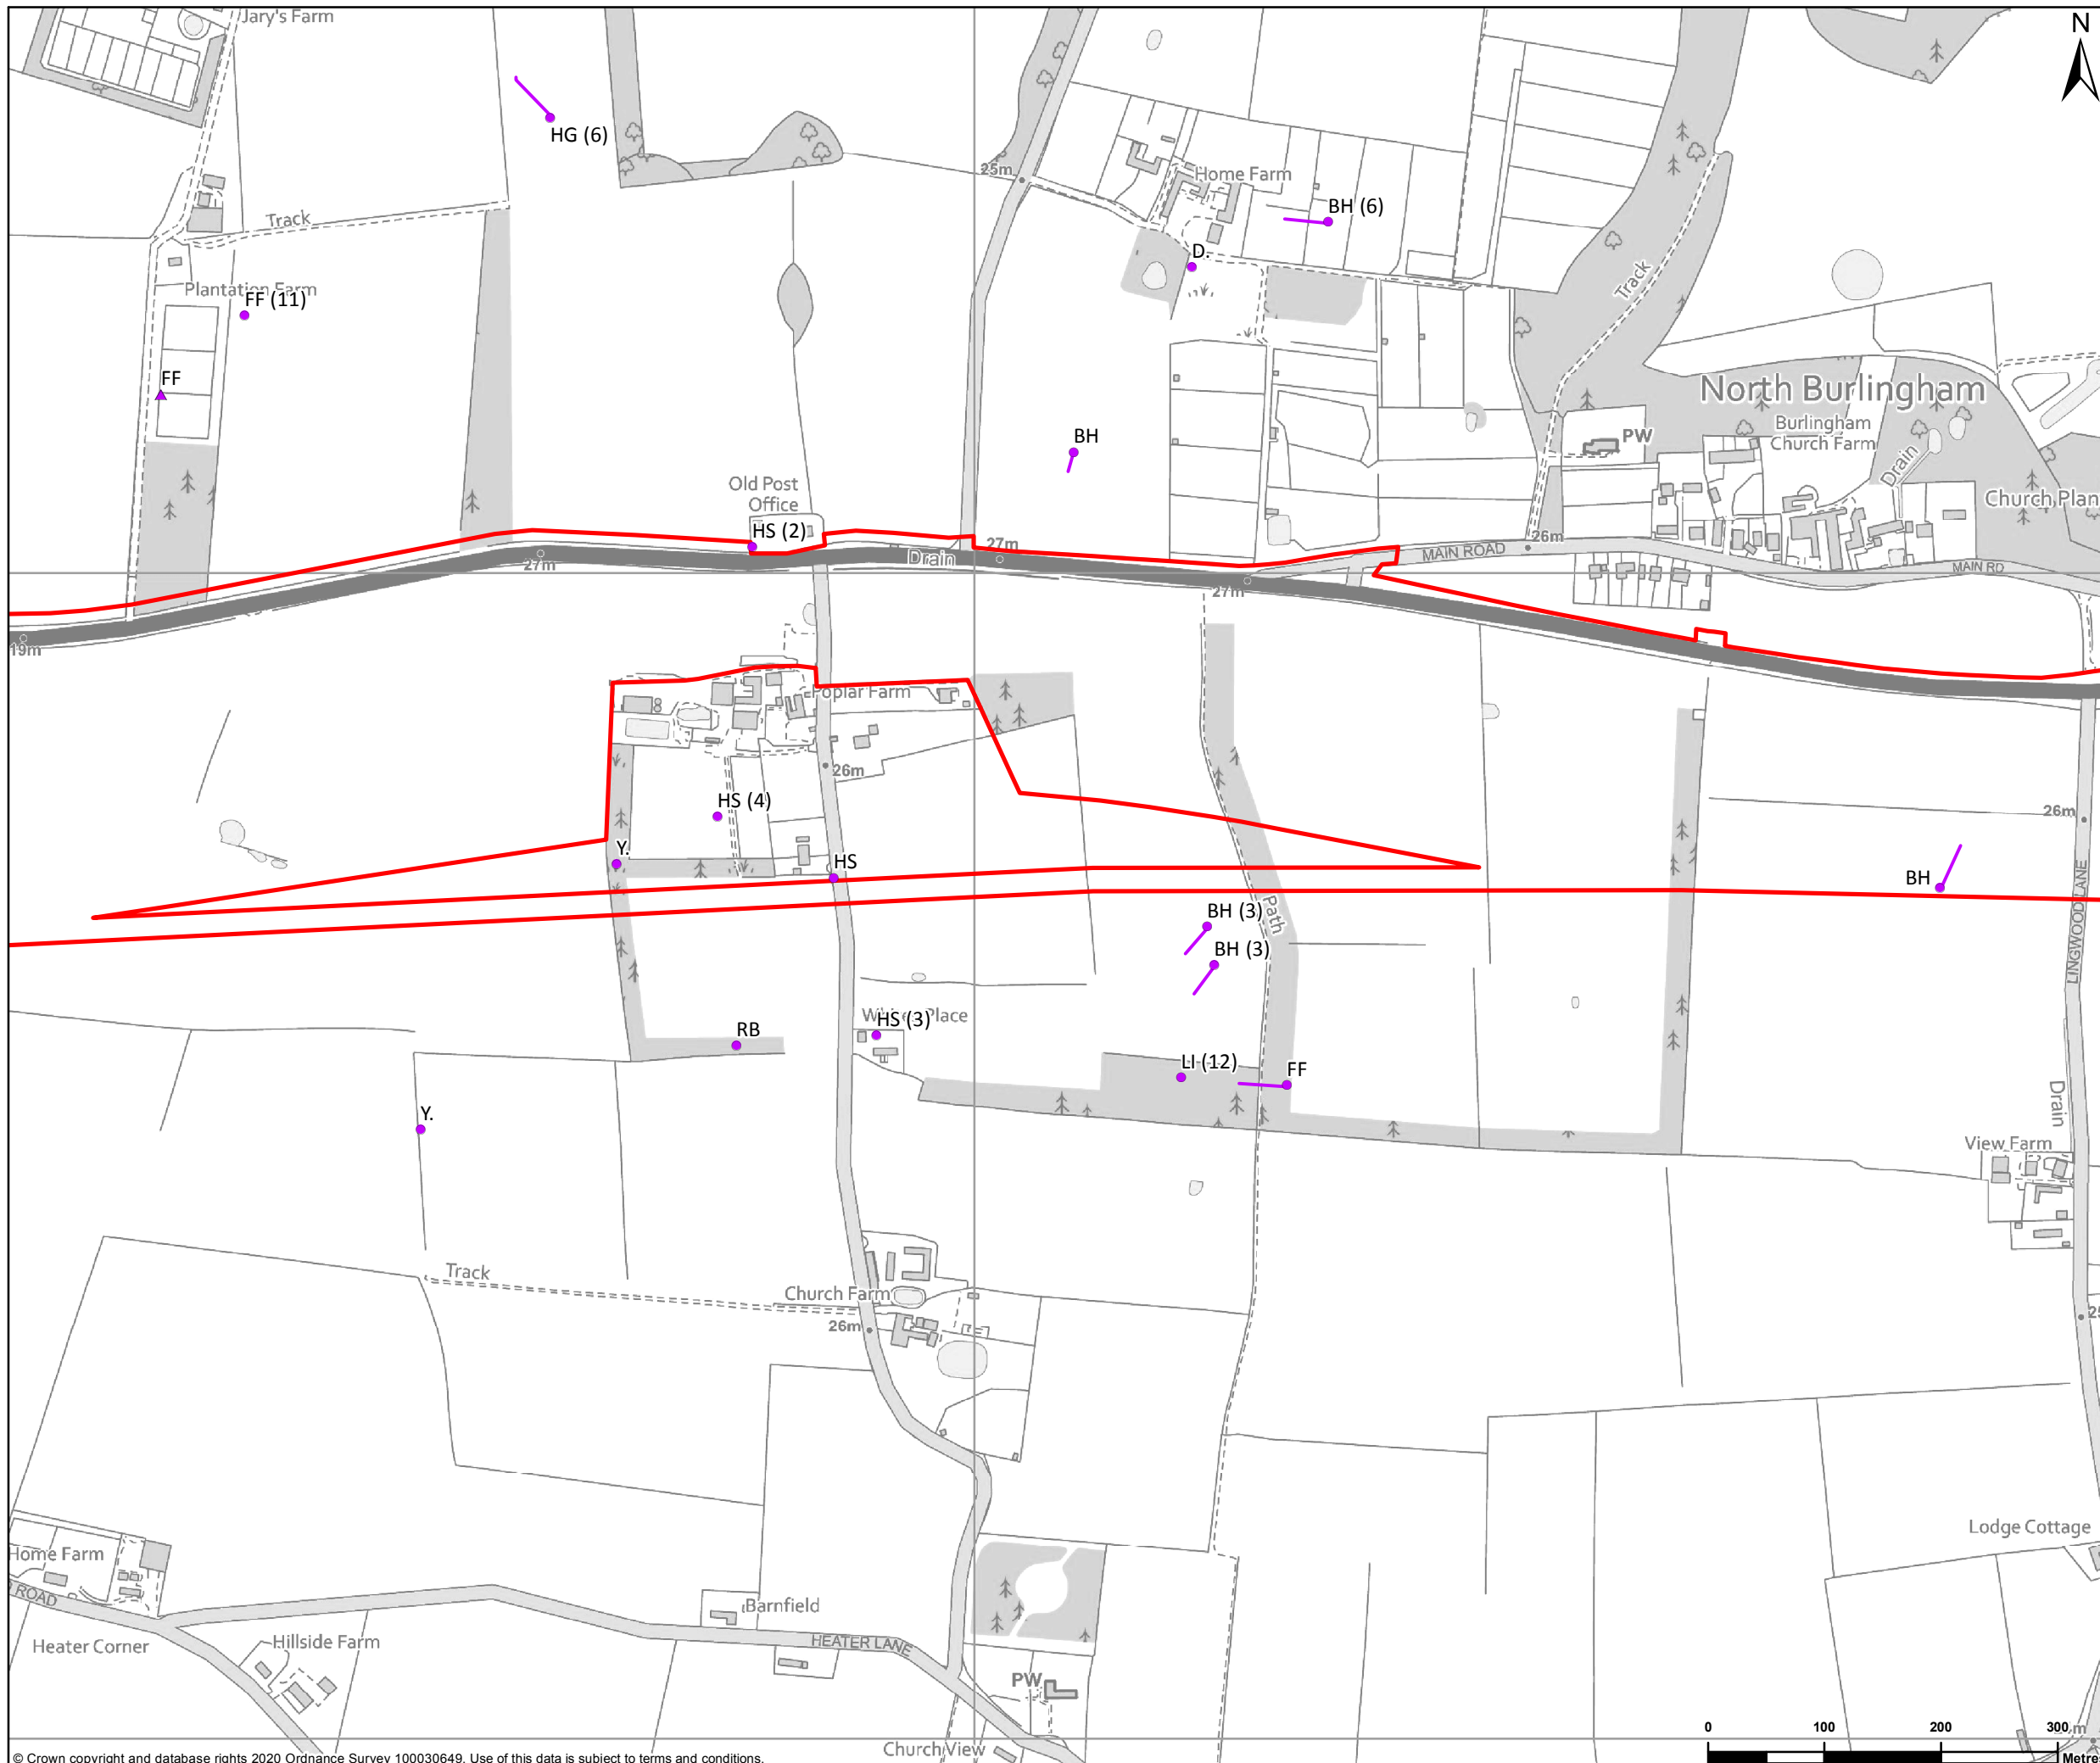 Jary's Farm
N
HG (6)
25m
Home Farm
BH (6)
Track
D.
Track
Plantation Farm
FF (11)
FF
North Burlingham
Burlingham
Church Farm
BH
PW
Drain
Old Post
Office
Church Plan
HS (2)
27m
26m
MAIN ROAD
Drain
27m
MAIN RD
27m
19m
Poplar Farm
26m
HS (4)
26m
Y.
HS
BH
LINGWOOD LANE
BH (3)
Path
BH (3)
HS (3)
Place
RB
LI (12)
FF
Y.
Drain
View Farm
Track
Church Farm
26m
Lodge Cottage
Home Farm
ROAD
Barnfield
Heater Corner
Hillside Farm
HEATER LANE
PW
0 100 200 300
m
Metre
Church View
© Crown copyright and database rights 2020 Ordnance Survey 100030649. Use of this data is subject to terms and conditions.